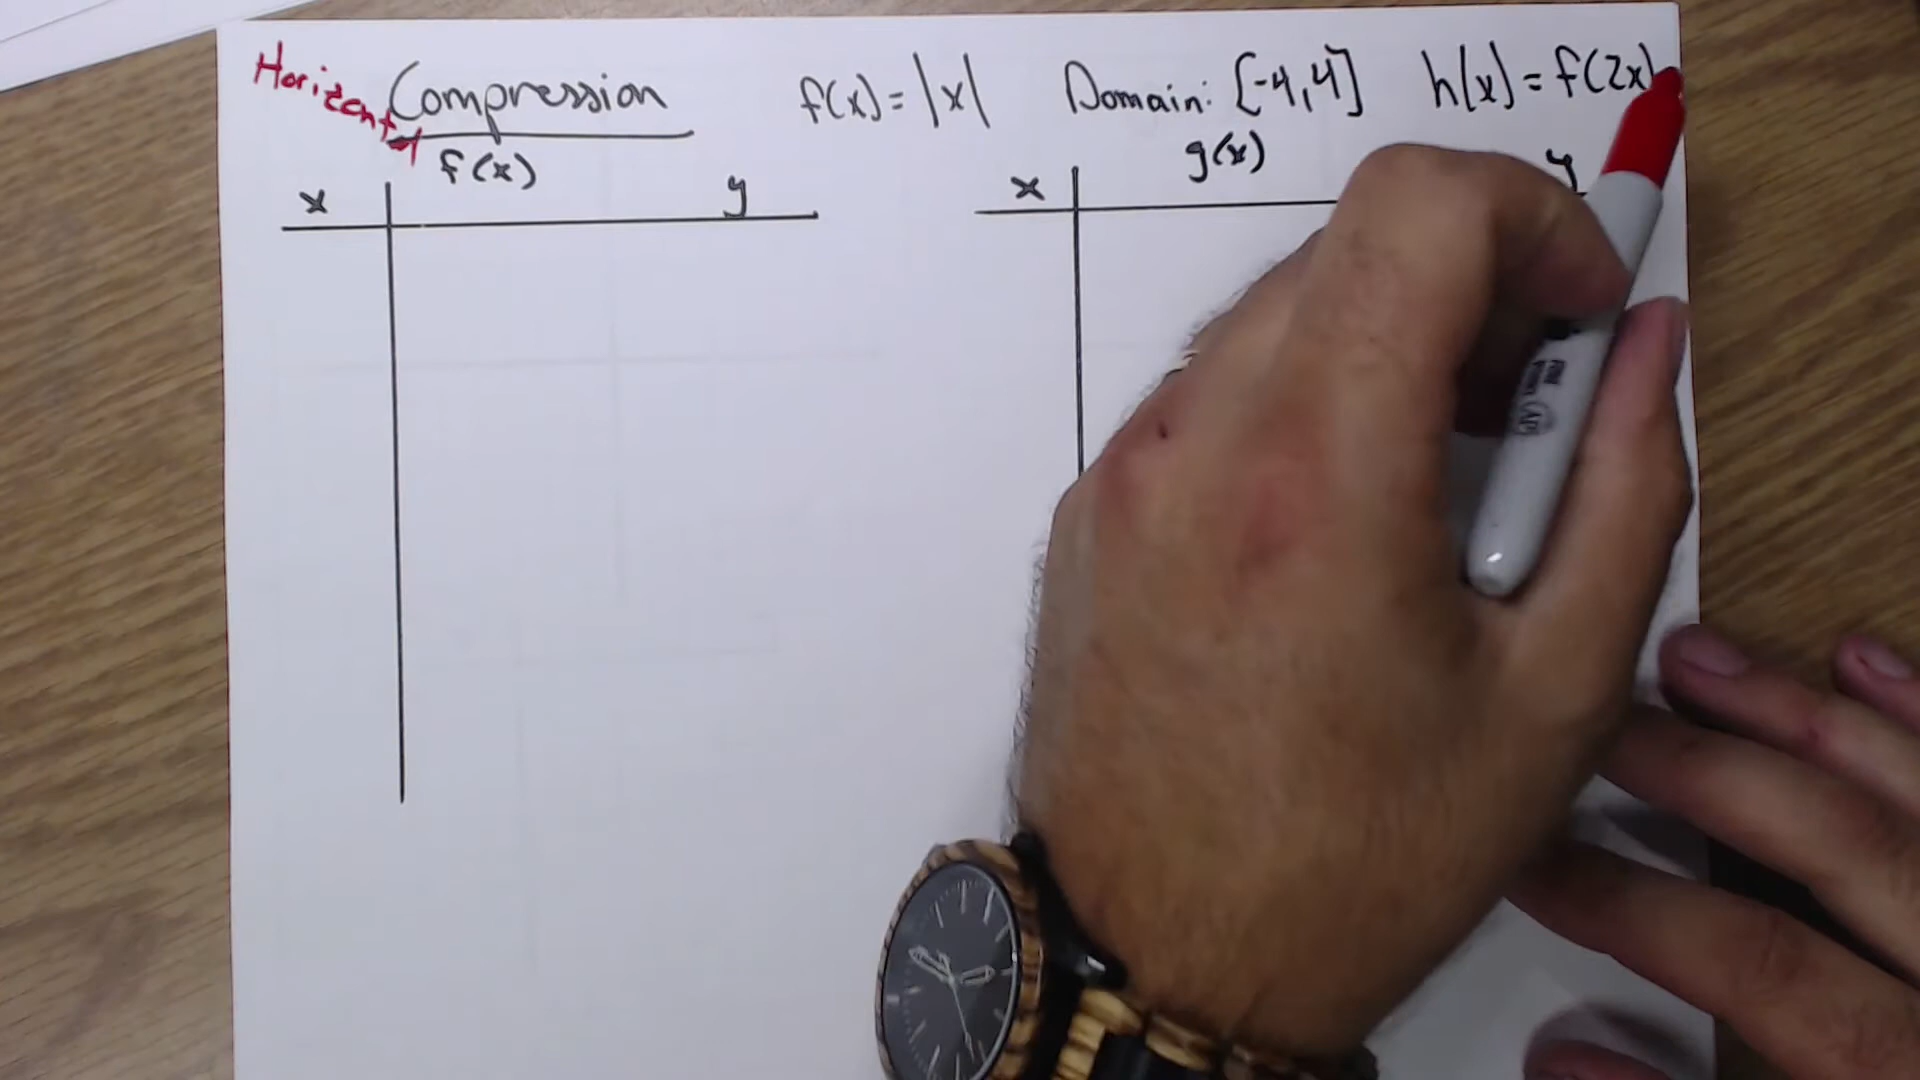 Horizontal Compression f(x) = |x| Domain: [-4,4] h(x) = f(2x)
f(x) g(x)
x y x y